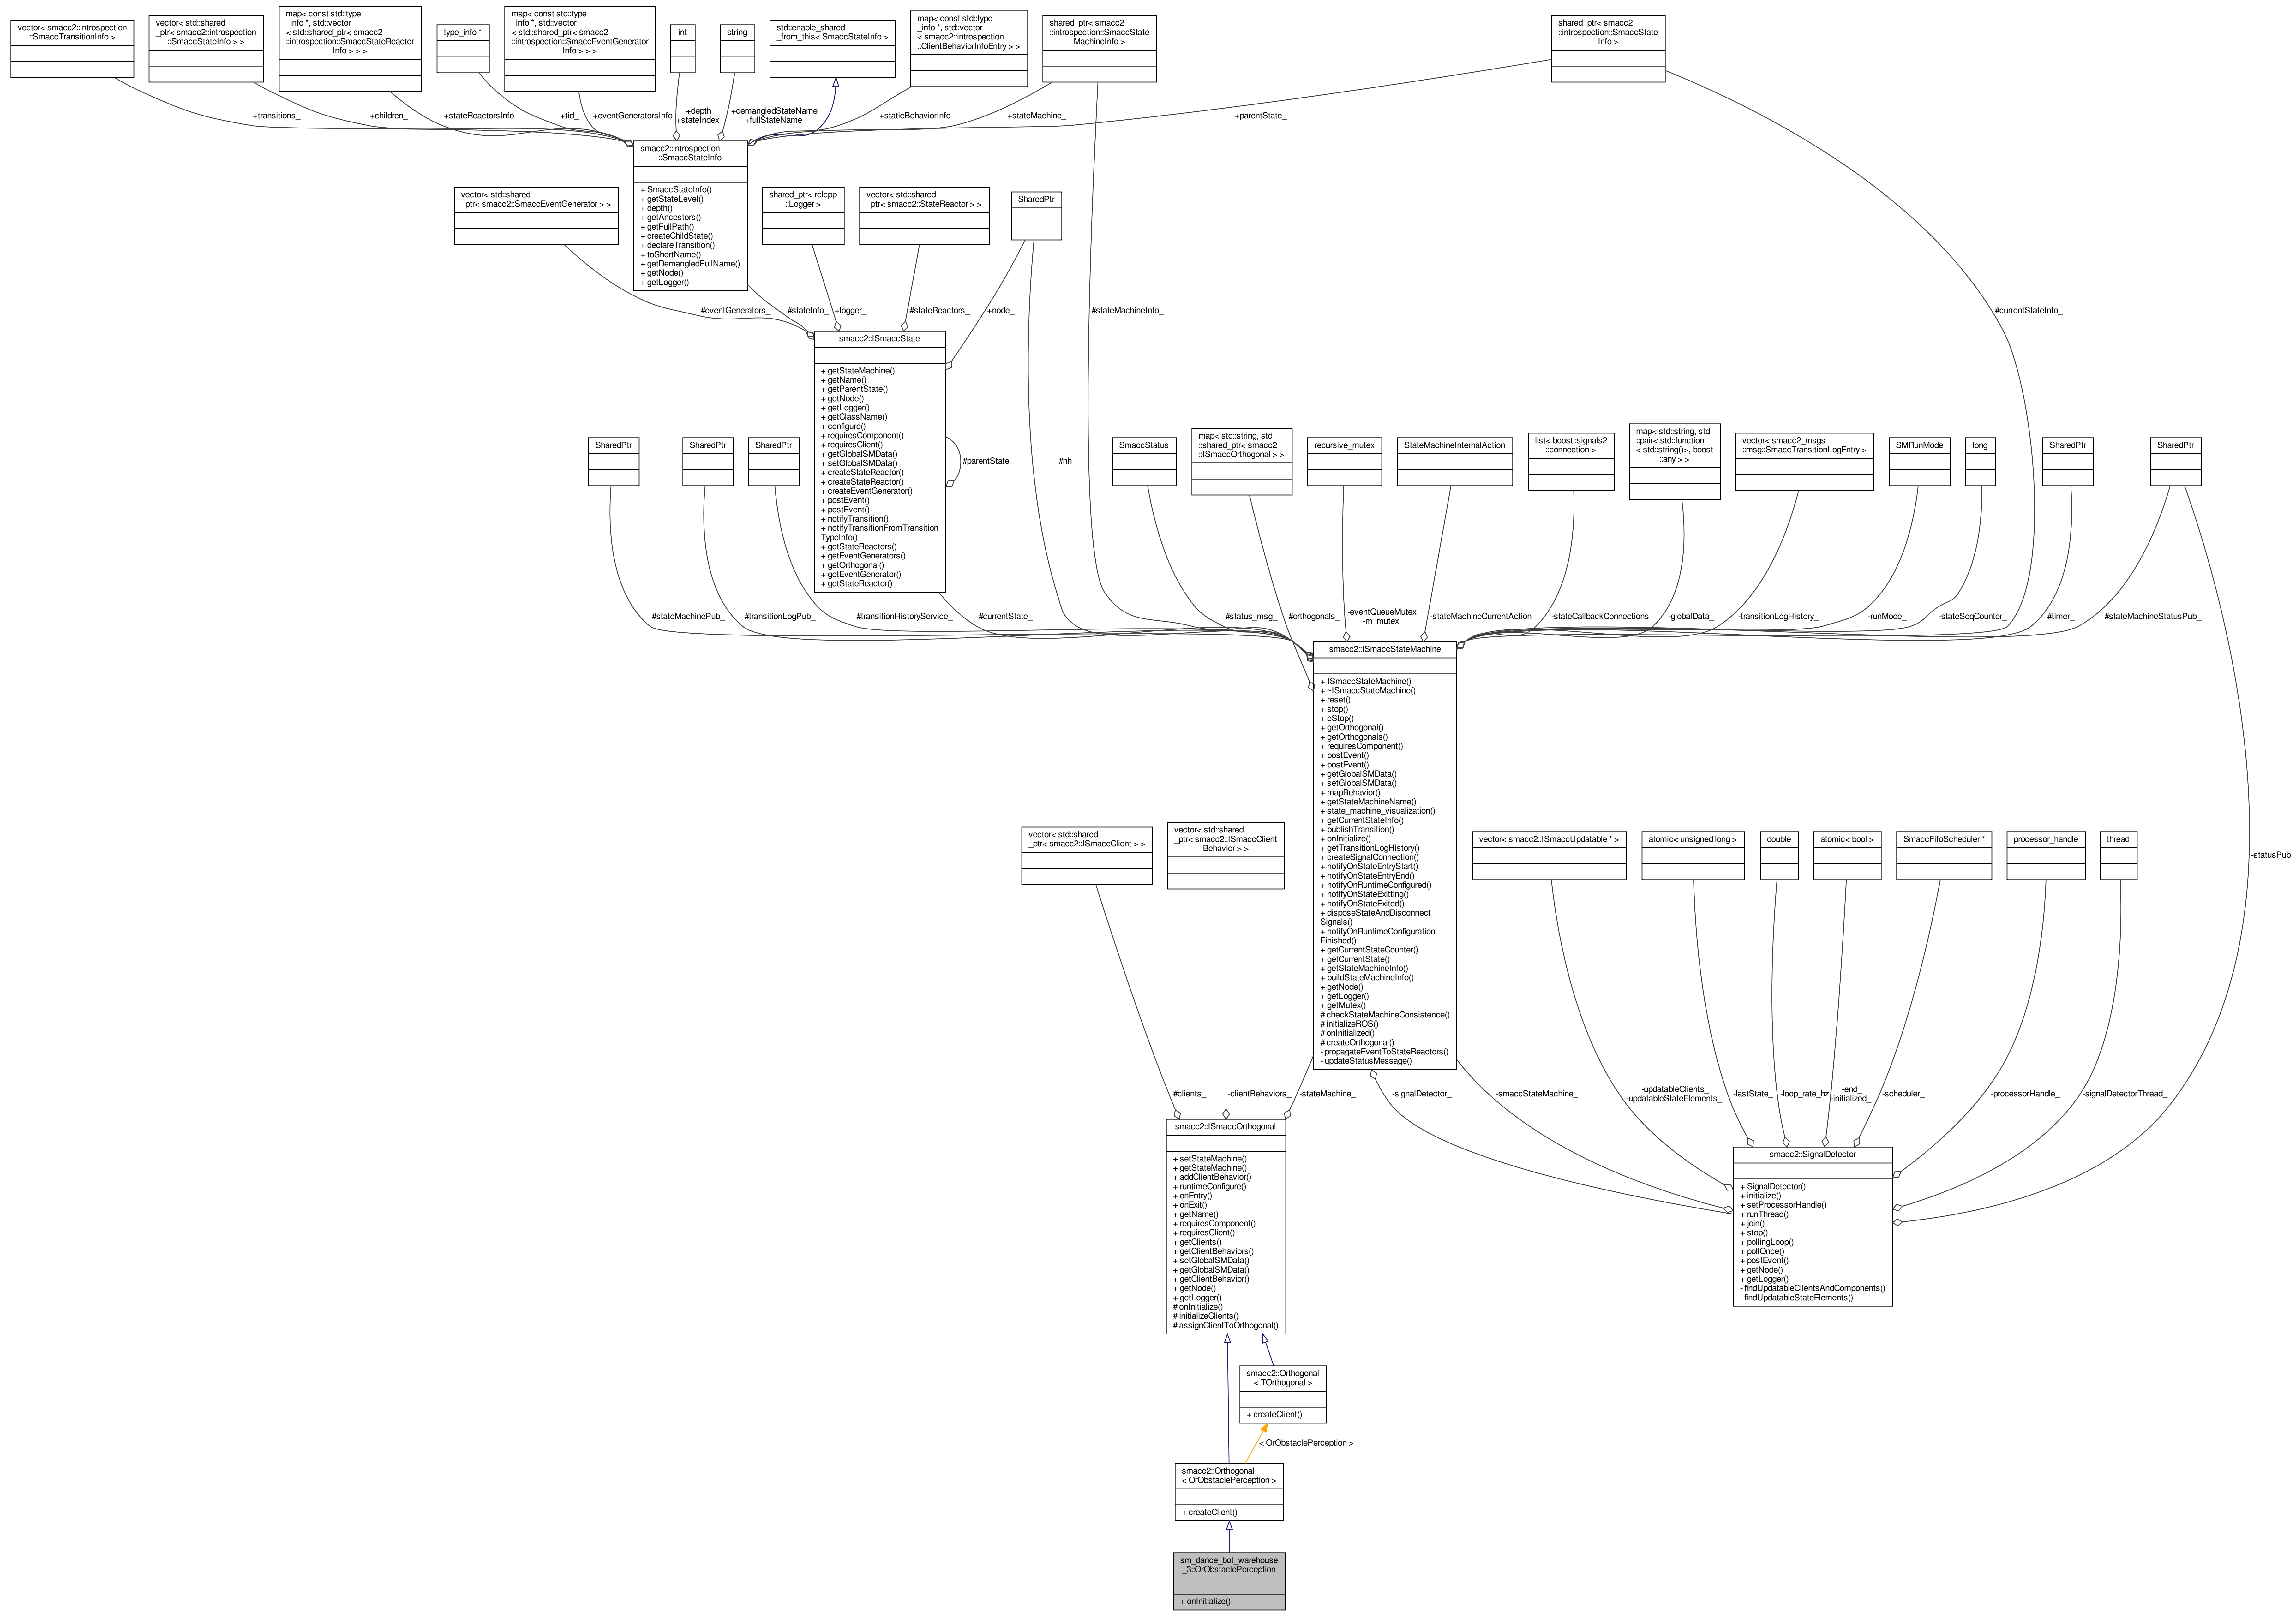 vector< smacc2::introspection
::SmaccTransitionInfo >
vector< std::shared
_ptr< smacc2::introspection
::SmaccStateInfo > >
map< const std::type
_info *, std::vector
< std::shared_ptr< smacc2
::introspection::SmaccStateReactor
Info > > >
type_info *
map< const std::type
_info *, std::vector
< std::shared_ptr< smacc2
::introspection::SmaccEventGenerator
Info > > >
int
string
std::enable_shared
_from_this< SmaccStateInfo >
map< const std::type
_info *, std::vector
< smacc2::introspection
::ClientBehaviorInfoEntry > >
shared_ptr< smacc2
::introspection::SmaccState
MachineInfo >
shared_ptr< smacc2
::introspection::SmaccState
Info >
+transitions_
+children_
+stateReactorsInfo
+tid_
+eventGeneratorsInfo
+depth_
+stateIndex_
+demangledStateName
+fullStateName
+staticBehaviorInfo
+stateMachine_
+parentState_
smacc2::introspection
::SmaccStateInfo
+ SmaccStateInfo()
+ getStateLevel()
+ depth()
+ getAncestors()
+ getFullPath()
+ createChildState()
+ declareTransition()
+ toShortName()
+ getDemangledFullName()
+ getNode()
+ getLogger()
vector< std::shared
_ptr< smacc2::SmaccEventGenerator > >
shared_ptr< rclcpp
::Logger >
vector< std::shared
_ptr< smacc2::StateReactor > >
SharedPtr
#eventGenerators_
#stateInfo_
+logger_
#stateReactors_
+node_
#stateMachineInfo_
#currentStateInfo_
smacc2::ISmaccState
+ getStateMachine()
+ getName()
+ getParentState()
+ getNode()
+ getLogger()
+ getClassName()
+ configure()
+ requiresComponent()
+ requiresClient()
+ getGlobalSMData()
+ setGlobalSMData()
+ createStateReactor()
+ createStateReactor()
+ createEventGenerator()
+ postEvent()
+ postEvent()
+ notifyTransition()
+ notifyTransitionFromTransition
TypeInfo()
+ getStateReactors()
+ getEventGenerators()
+ getOrthogonal()
+ getEventGenerator()
+ getStateReactor()
#parentState_
#nh_
SharedPtr
SharedPtr
SharedPtr
SmaccStatus
map< std::string, std
::shared_ptr< smacc2
::ISmaccOrthogonal > >
recursive_mutex
StateMachineInternalAction
list< boost::signals2
::connection >
map< std::string, std
::pair< std::function
< std::string()>, boost
::any > >
vector< smacc2_msgs
::msg::SmaccTransitionLogEntry >
SMRunMode
long
SharedPtr
SharedPtr
#stateMachinePub_
#transitionLogPub_
#transitionHistoryService_
#currentState_
#status_msg_
#orthogonals_
-eventQueueMutex_
-m_mutex_
-stateMachineCurrentAction
-stateCallbackConnections
-globalData_
-transitionLogHistory_
-runMode_
-stateSeqCounter_
#timer_
#stateMachineStatusPub_
smacc2::ISmaccStateMachine
+ ISmaccStateMachine()
+ ~ISmaccStateMachine()
+ reset()
+ stop()
+ eStop()
+ getOrthogonal()
+ getOrthogonals()
+ requiresComponent()
+ postEvent()
+ postEvent()
+ getGlobalSMData()
+ setGlobalSMData()
+ mapBehavior()
+ getStateMachineName()
+ state_machine_visualization()
+ getCurrentStateInfo()
+ publishTransition()
+ onInitialize()
+ getTransitionLogHistory()
+ createSignalConnection()
+ notifyOnStateEntryStart()
+ notifyOnStateEntryEnd()
+ notifyOnRuntimeConfigured()
+ notifyOnStateExitting()
+ notifyOnStateExited()
+ disposeStateAndDisconnect
Signals()
+ notifyOnRuntimeConfiguration
Finished()
+ getCurrentStateCounter()
+ getCurrentState()
+ getStateMachineInfo()
+ buildStateMachineInfo()
+ getNode()
+ getLogger()
+ getMutex()
# checkStateMachineConsistence()
# initializeROS()
# onInitialized()
# createOrthogonal()
- propagateEventToStateReactors()
- updateStatusMessage()
vector< std::shared
_ptr< smacc2::ISmaccClient > >
vector< std::shared
_ptr< smacc2::ISmaccClient
Behavior > >
vector< smacc2::ISmaccUpdatable * >
atomic< unsigned long >
double
atomic< bool >
SmaccFifoScheduler *
processor_handle
thread
-statusPub_
#clients_
-clientBehaviors_
-stateMachine_
-signalDetector_
-smaccStateMachine_
-updatableClients_
-updatableStateElements_
-lastState_
-loop_rate_hz
-end_
-initialized_
-scheduler_
-processorHandle_
-signalDetectorThread_
smacc2::ISmaccOrthogonal
+ setStateMachine()
+ getStateMachine()
+ addClientBehavior()
+ runtimeConfigure()
+ onEntry()
+ onExit()
+ getName()
+ requiresComponent()
+ requiresClient()
+ getClients()
+ getClientBehaviors()
+ setGlobalSMData()
+ getGlobalSMData()
+ getClientBehavior()
+ getNode()
+ getLogger()
# onInitialize()
# initializeClients()
# assignClientToOrthogonal()
smacc2::SignalDetector
+ SignalDetector()
+ initialize()
+ setProcessorHandle()
+ runThread()
+ join()
+ stop()
+ pollingLoop()
+ pollOnce()
+ postEvent()
+ getNode()
+ getLogger()
- findUpdatableClientsAndComponents()
- findUpdatableStateElements()
smacc2::Orthogonal
< TOrthogonal >
+ createClient()
< OrObstaclePerception >
smacc2::Orthogonal
< OrObstaclePerception >
+ createClient()
sm_dance_bot_warehouse
_3::OrObstaclePerception
+ onInitialize()